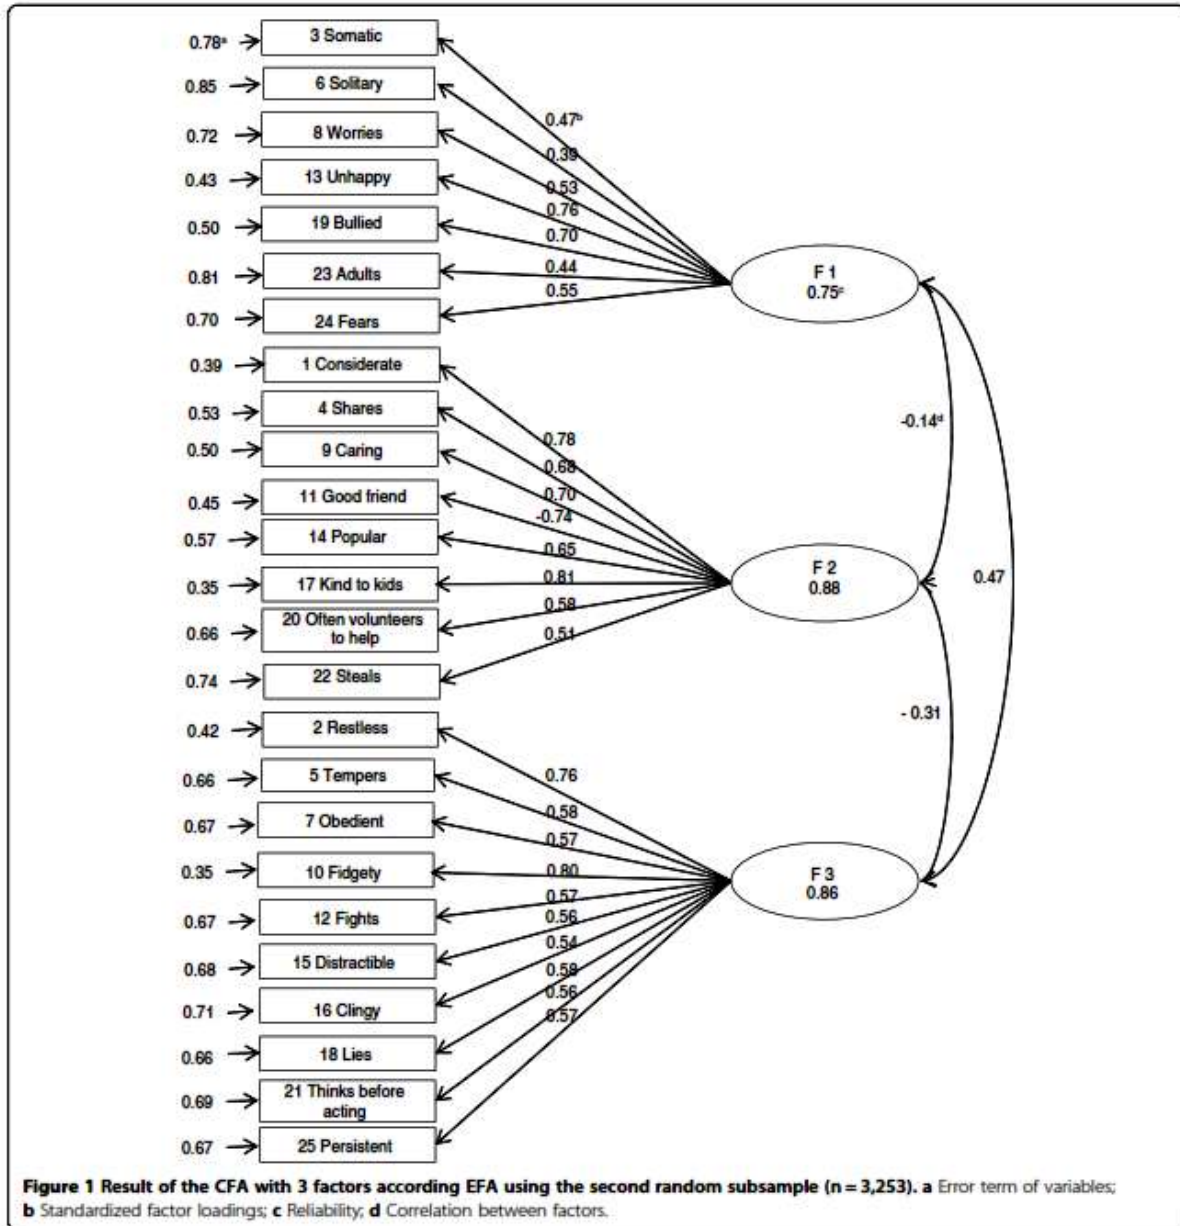 0.78ᵃ 3 Somatic
0.85 6 Solitary
0.72 8 Worries
0.43 13 Unhappy
0.50 19 Bullied
0.81 23 Adults
0.70 24 Fears
0.47ᵇ
0.39
0.53
0.76
0.70
0.44
0.55
F 1
0.75ᶜ
0.39 1 Considerate
0.53 4 Shares
0.50 9 Caring
0.45 11 Good friend
0.57 14 Popular
0.35 17 Kind to kids
0.66 20 Often volunteers
to help
0.74 22 Steals
0.78
0.68
0.70
-0.74
0.65
0.81
0.58
0.51
F 2
0.88
-0.14ᵈ
0.47
- 0.31
0.42 2 Restless
0.66 5 Tempers
0.67 7 Obedient
0.35 10 Fidgety
0.67 12 Fights
0.68 15 Distractible
0.71 16 Clingy
0.66 18 Lies
0.69 21 Thinks before
acting
0.67 25 Persistent
0.76
0.58
0.57
0.80
0.57
0.56
0.54
0.58
0.56
0.57
F 3
0.86
Figure 1 Result of the CFA with 3 factors according EFA using the second random subsample (n = 3,253). a Error term of variables;
b Standardized factor loadings; c Reliability; d Correlation between factors.